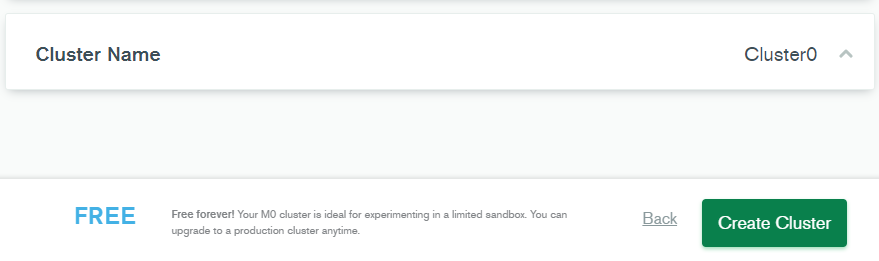 Cluster Name
Cluster0
FREE
Free forever! Your M0 cluster is ideal for experimenting in a limited sandbox. You can
upgrade to a production cluster anytime.
Back
Create Cluster